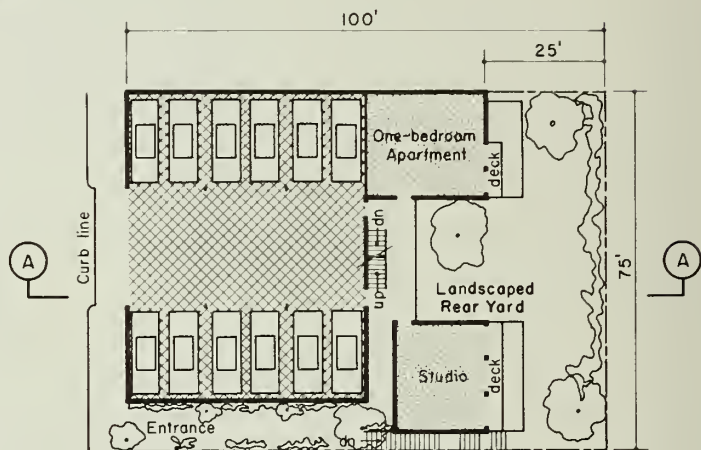 100'
25'
One-bedroom
Apartment
deck
Curb line
A
up
dn
Landscaped
Rear Yard
A
75'
Studio
deck
Entrance
dn